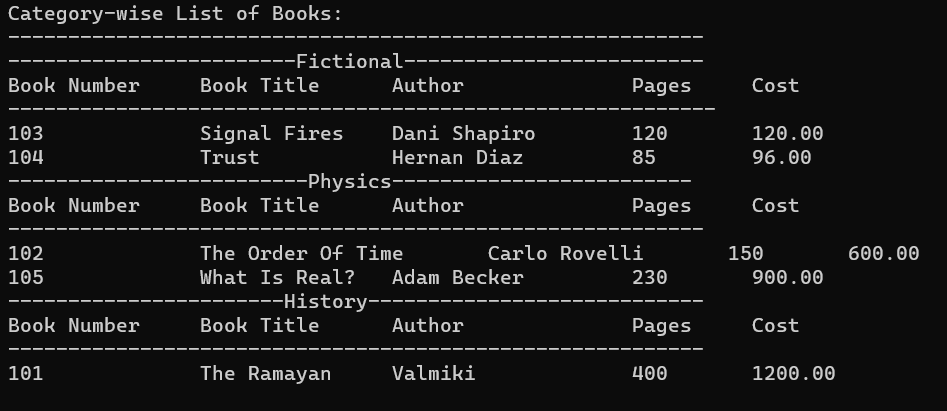 Category-wise List of Books:
----------------------------------------------------------
------------------------Fictional-------------------------
Book Number     Book Title      Author              Pages     Cost
-----------------------------------------------------------
103             Signal Fires    Dani Shapiro        120       120.00
104             Trust           Hernan Diaz         85        96.00
-------------------------Physics-------------------------
Book Number     Book Title      Author              Pages     Cost
----------------------------------------------------------
102             The Order Of Time       Carlo Rovelli       150       600.00
105             What Is Real?   Adam Becker         230       900.00
-----------------------History----------------------------
Book Number     Book Title      Author              Pages     Cost
----------------------------------------------------------
101             The Ramayan     Valmiki             400       1200.00